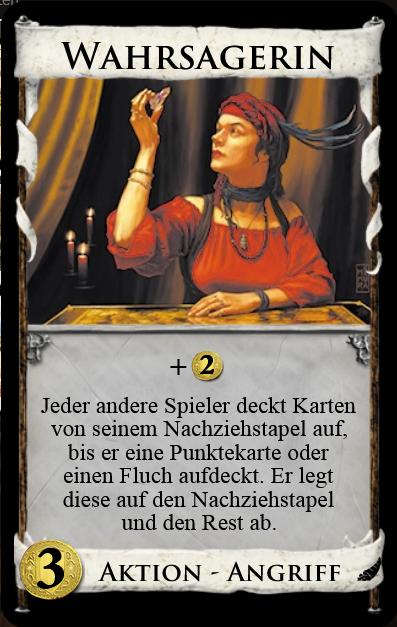 WAHRSAGERIN
+ 2
Jeder andere Spieler deckt Karten
von seinem Nachziehstapel auf,
bis er eine Punktekarte oder
einen Fluch aufdeckt. Er legt
diese auf den Nachziehstapel
und den Rest ab.
3 AKTION - ANGRIFF